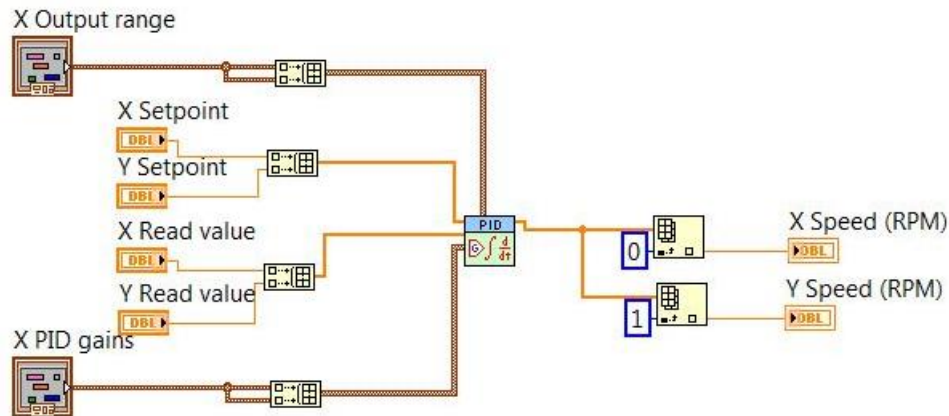 X Output range
X Setpoint
DBL
Y Setpoint
DBL
X Read value
DBL
Y Read value
DBL
X PID gains
PID
G ∫ d/dt
0
X Speed (RPM)
DBL
1
Y Speed (RPM)
DBL